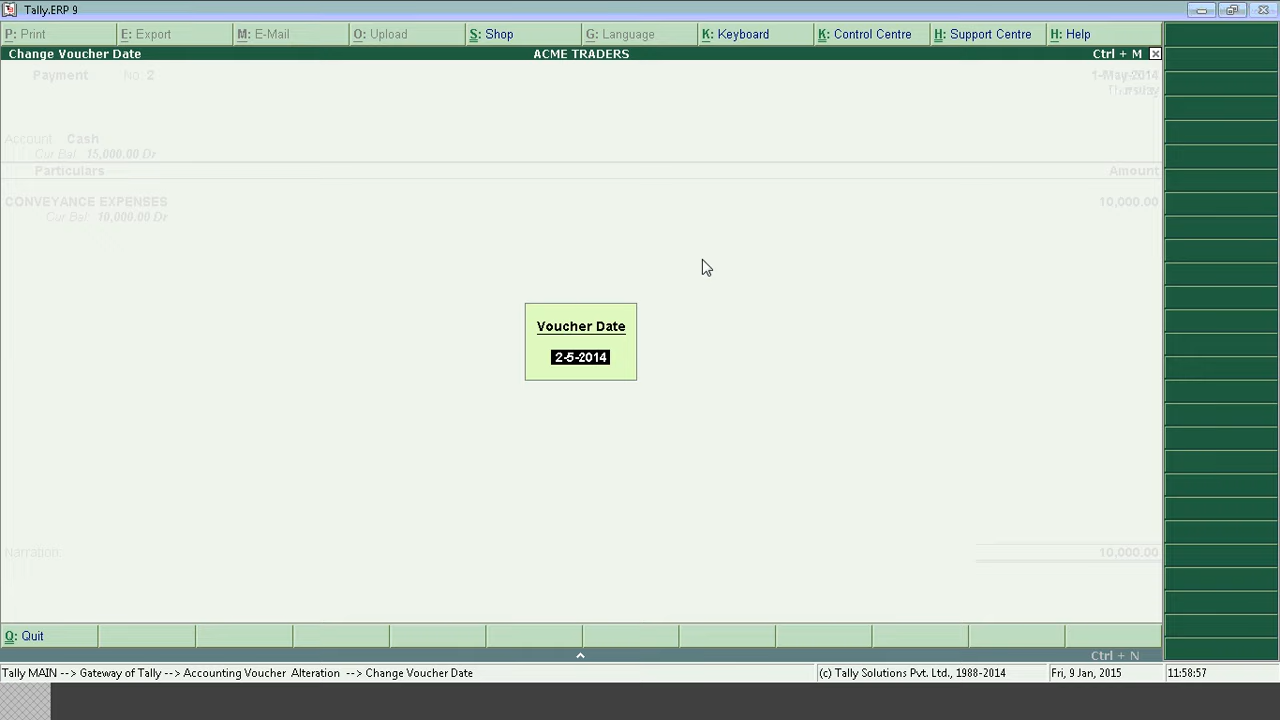 Tally.ERP 9
P: Print E: Export M: E-Mail O: Upload S: Shop G: Language K: Keyboard K: Control Centre H: Support Centre H: Help
Change Voucher Date ACME TRADERS Ctrl + M
Payment No. 2 1-May-2014
Thursday
Account: Cash
Cur Bal: 15,000.00 Dr
Particulars Amount
CONVEYANCE EXPENSES 10,000.00
Cur Bal: 10,000.00 Dr
Voucher Date
2-5-2014
Narration: 10,000.00
Q: Quit
Ctrl + N
Tally MAIN --> Gateway of Tally --> Accounting Voucher Alteration --> Change Voucher Date (c) Tally Solutions Pvt. Ltd., 1988-2014 Fri, 9 Jan, 2015 11:58:57